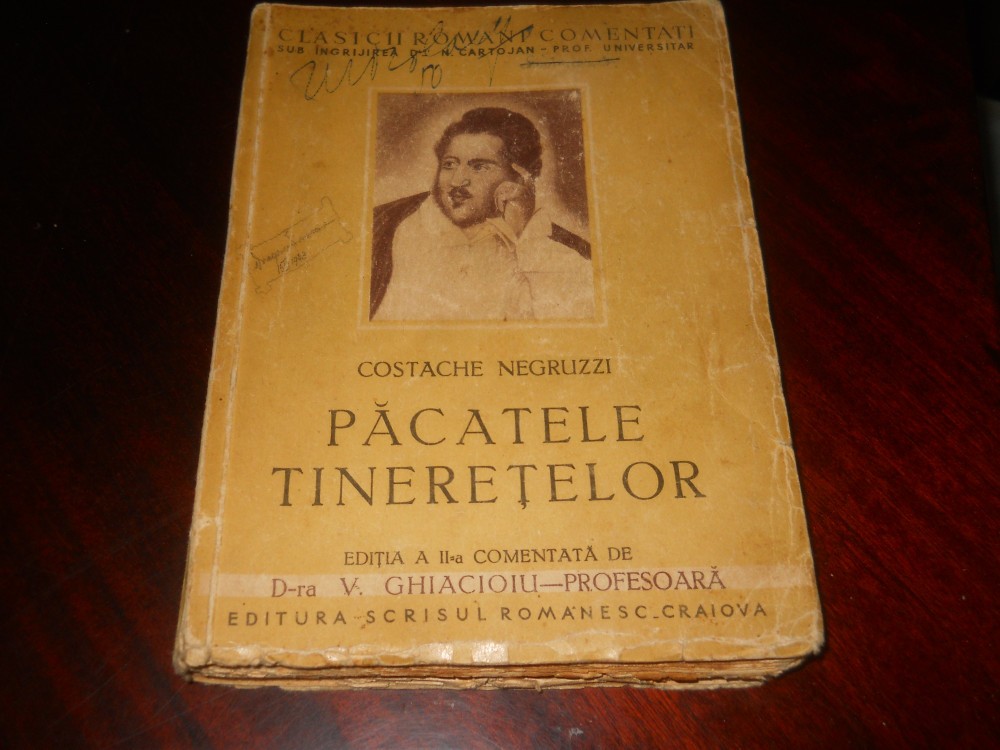 CLASICII ROMÂNI COMENTAȚI
SUB ÎNGRIJIREA D-LUI N. CARTOJAN - PROF. UNIVERSITAR
COSTACHE NEGRUZZI
PĂCATELE
TINEREȚELOR
EDIȚIA A II-a COMENTATĂ DE
D-ra V. GHIACIOIU—PROFESOARĂ
EDITURA - SCRISUL ROMÂNESC - CRAIOVA